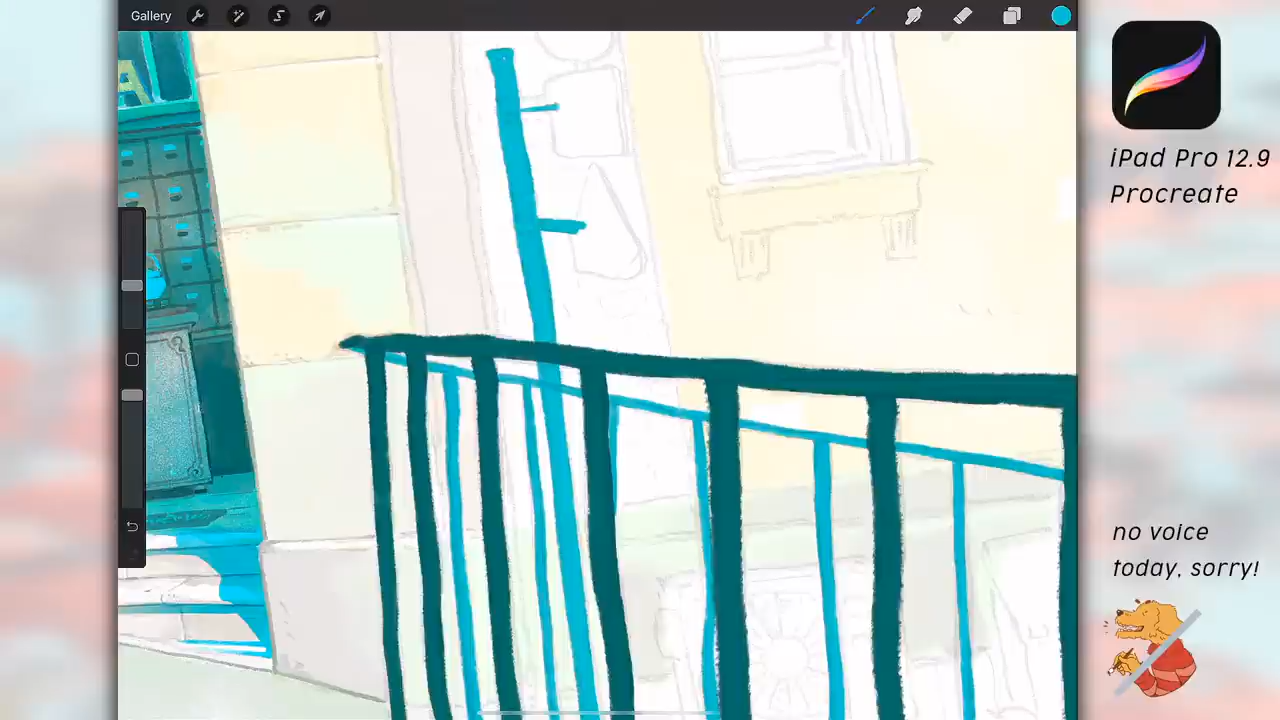 Gallery
iPad Pro 12.9
Procreate
no voice
today, sorry!